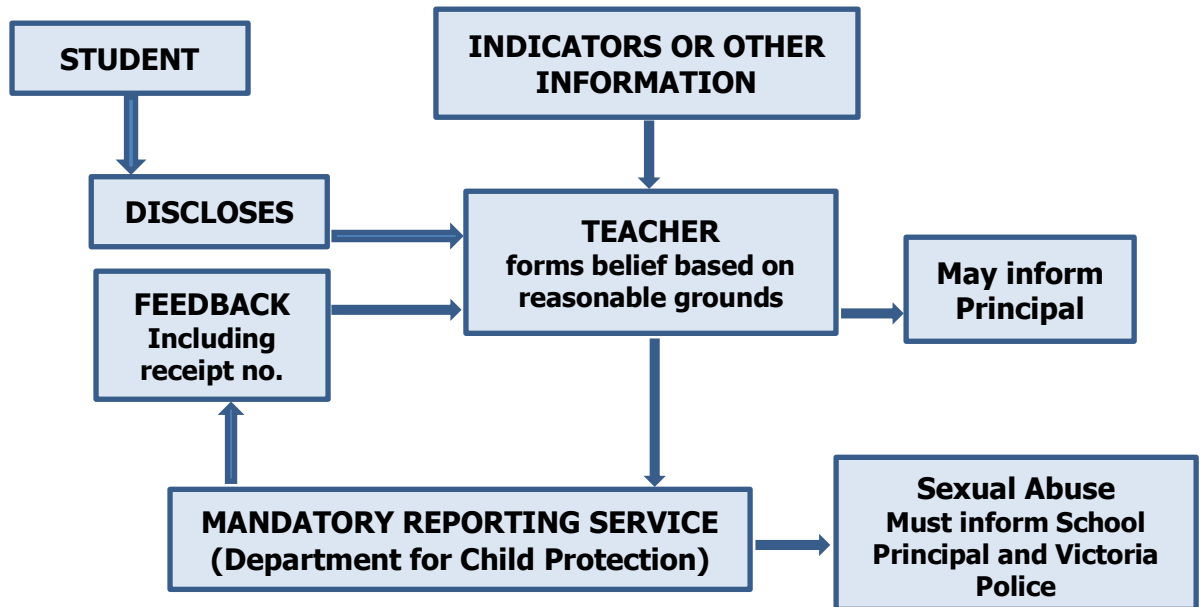 STUDENT
INDICATORS OR OTHER
INFORMATION
DISCLOSES
TEACHER
forms belief based on
reasonable grounds
May inform
Principal
FEEDBACK
Including
receipt no.
MANDATORY REPORTING SERVICE
(Department for Child Protection)
Sexual Abuse
Must inform School
Principal and Victoria
Police